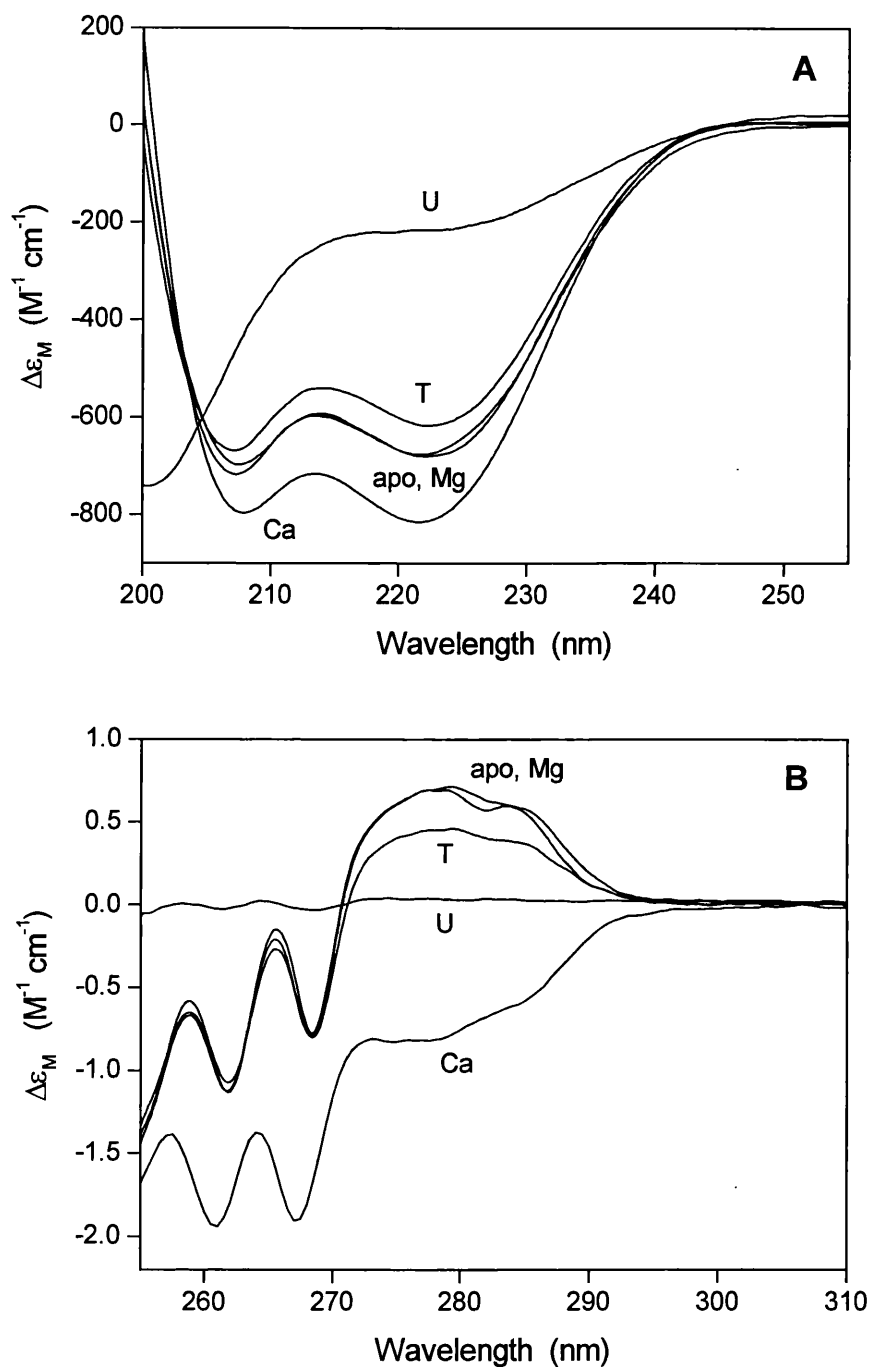 A
200
0
-200
-400
-600
-800
Δε_M (M⁻¹ cm⁻¹)
U
T
apo, Mg
Ca
200 210 220 230 240 250
Wavelength (nm)
B
1.0
0.5
0.0
-0.5
-1.0
-1.5
-2.0
Δε_M (M⁻¹ cm⁻¹)
apo, Mg
T
U
Ca
260 270 280 290 300 310
Wavelength (nm)